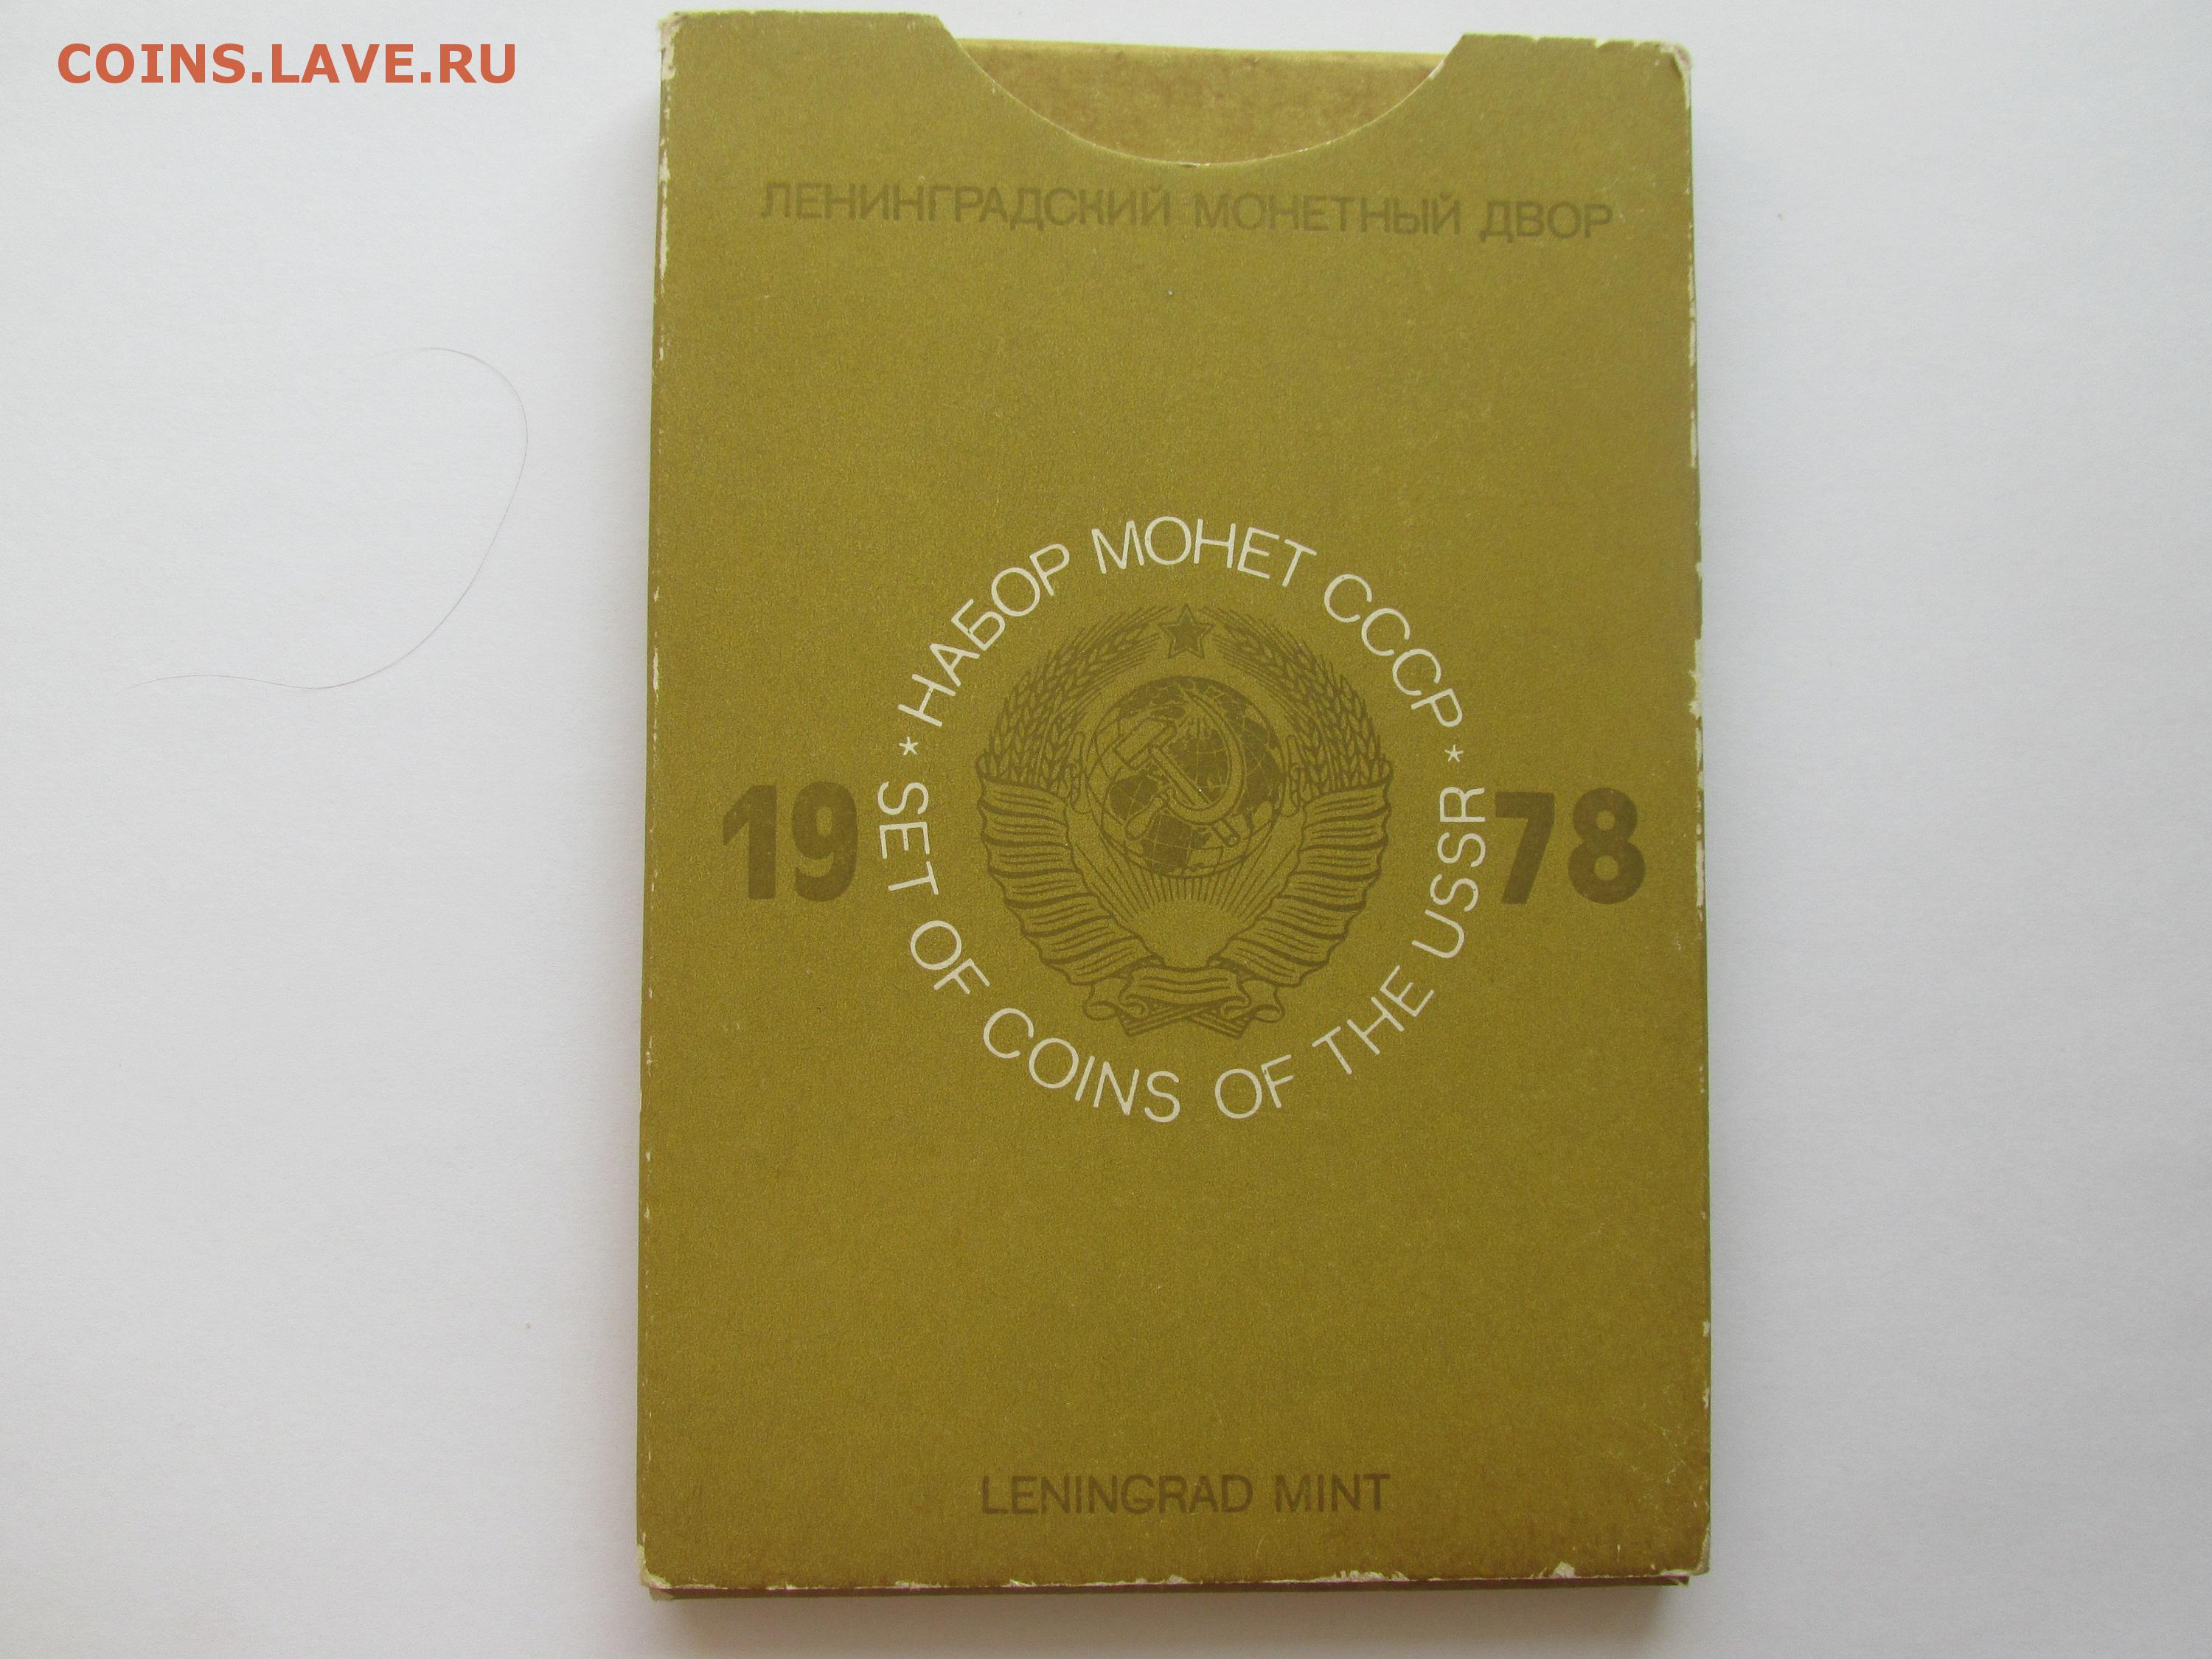 COINS.LAVE.RU
ЛЕНИНГРАДСКИЙ МОНЕТНЫЙ ДВОР
* НАБОР МОНЕТ СССР *
19 78
SET OF COINS OF THE USSR
LENINGRAD MINT